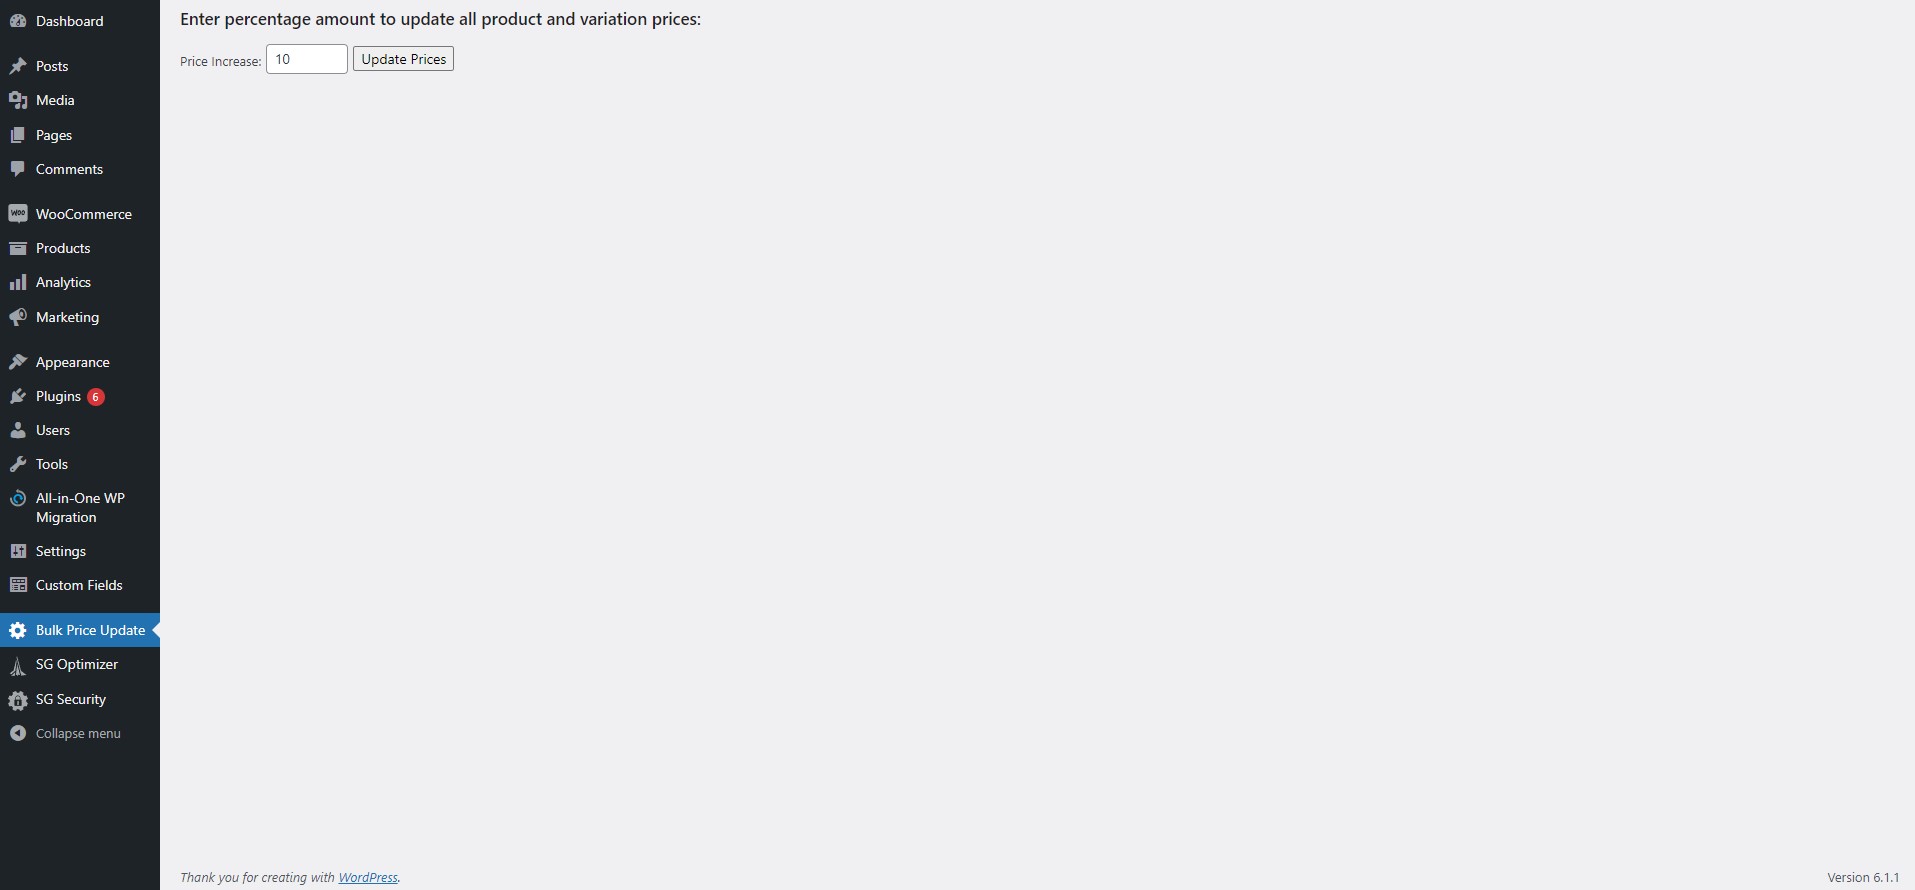 Dashboard
Posts
Media
Pages
Comments
WOO WooCommerce
Products
Analytics
Marketing
Appearance
Plugins 6
Users
Tools
All-in-One WP
Migration
Settings
Custom Fields
Bulk Price Update
SG Optimizer
SG Security
Collapse menu
Enter percentage amount to update all product and variation prices:
Price Increase: 10 Update Prices
Thank you for creating with WordPress.
Version 6.1.1